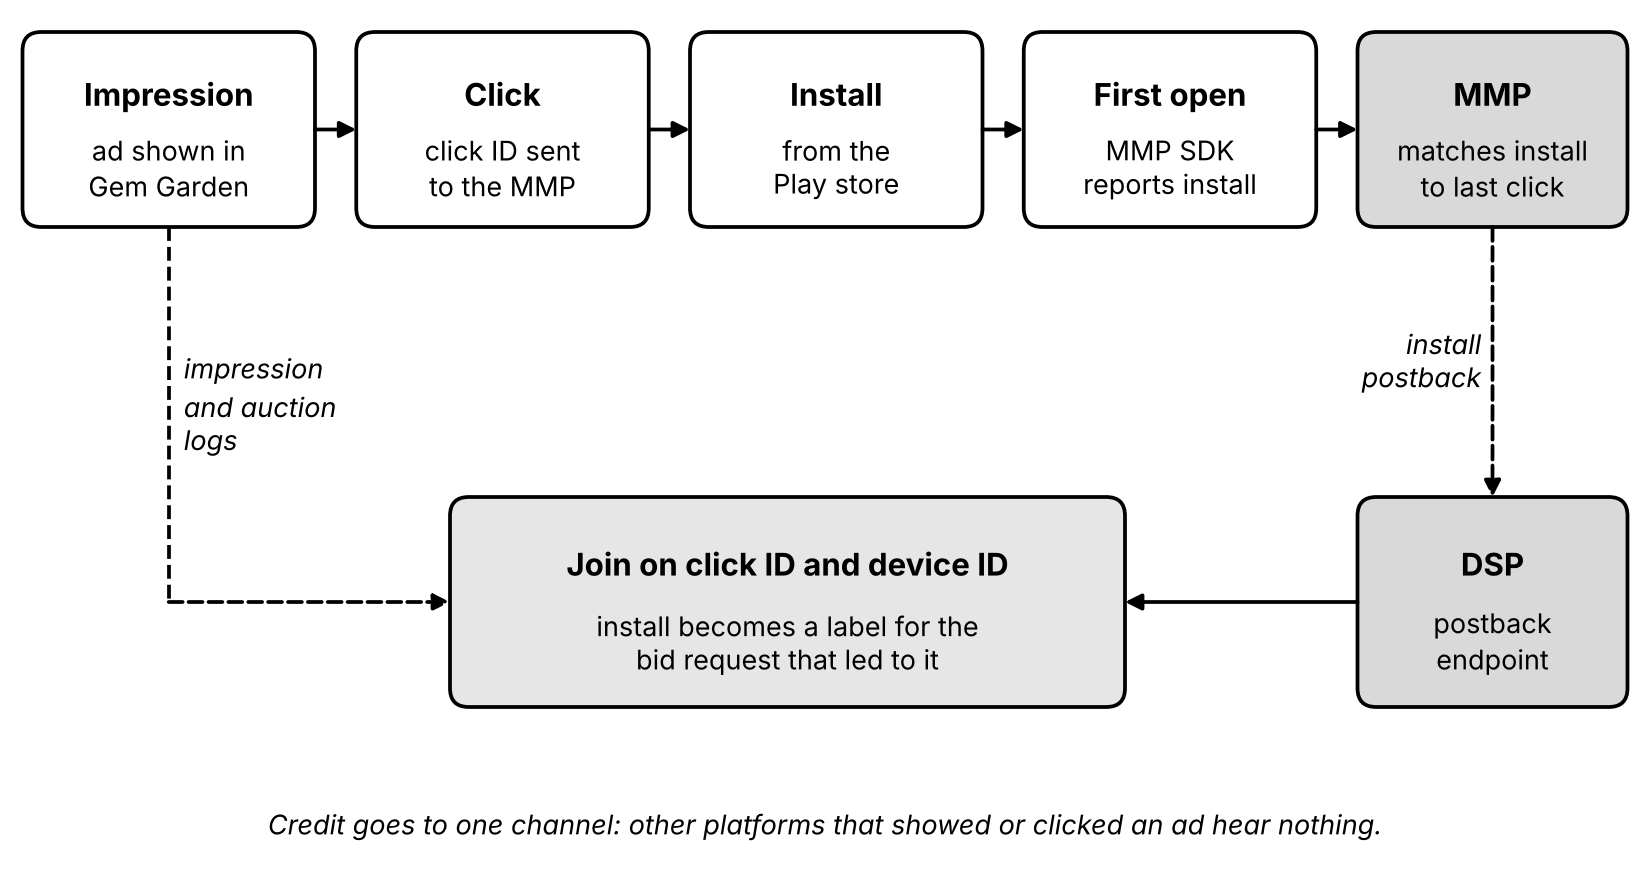 Impression
ad shown in
Gem Garden
Click
click ID sent
to the MMP
Install
from the
Play store
First open
MMP SDK
reports install
MMP
matches install
to last click
impression
and auction
logs
install
postback
Join on click ID and device ID
install becomes a label for the
bid request that led to it
DSP
postback
endpoint
Credit goes to one channel: other platforms that showed or clicked an ad hear nothing.